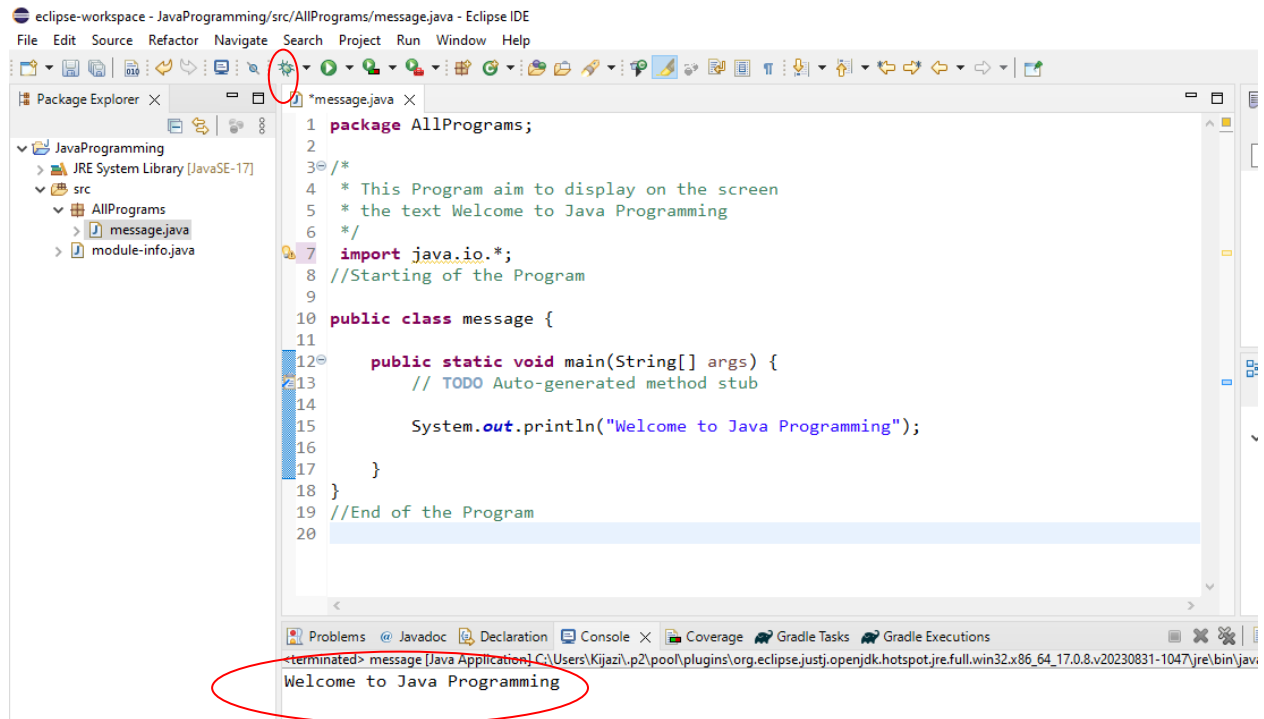 eclipse-workspace - JavaProgramming/src/AllPrograms/message.java - Eclipse IDE
File Edit Source Refactor Navigate Search Project Run Window Help
Package Explorer
JavaProgramming
JRE System Library [JavaSE-17]
src
AllPrograms
message.java
module-info.java
*message.java
1 package AllPrograms;
2
3 /*
4 * This Program aim to display on the screen
5 * the text Welcome to Java Programming
6 */
7 import java.io.*;
8 //Starting of the Program
9
10 public class message {
11
12 public static void main(String[] args) {
13 // TODO Auto-generated method stub
14
15 System.out.println("Welcome to Java Programming");
16
17 }
18 }
19 //End of the Program
20
Problems @ Javadoc Declaration Console Coverage Gradle Tasks Gradle Executions
<terminated> message [Java Application] C:\Users\Kijazi\.p2\pool\plugins\org.eclipse.justj.openjdk.hotspot.jre.full.win32.x86_64_17.0.8.v20230831-1047\jre\bin\java
Welcome to Java Programming